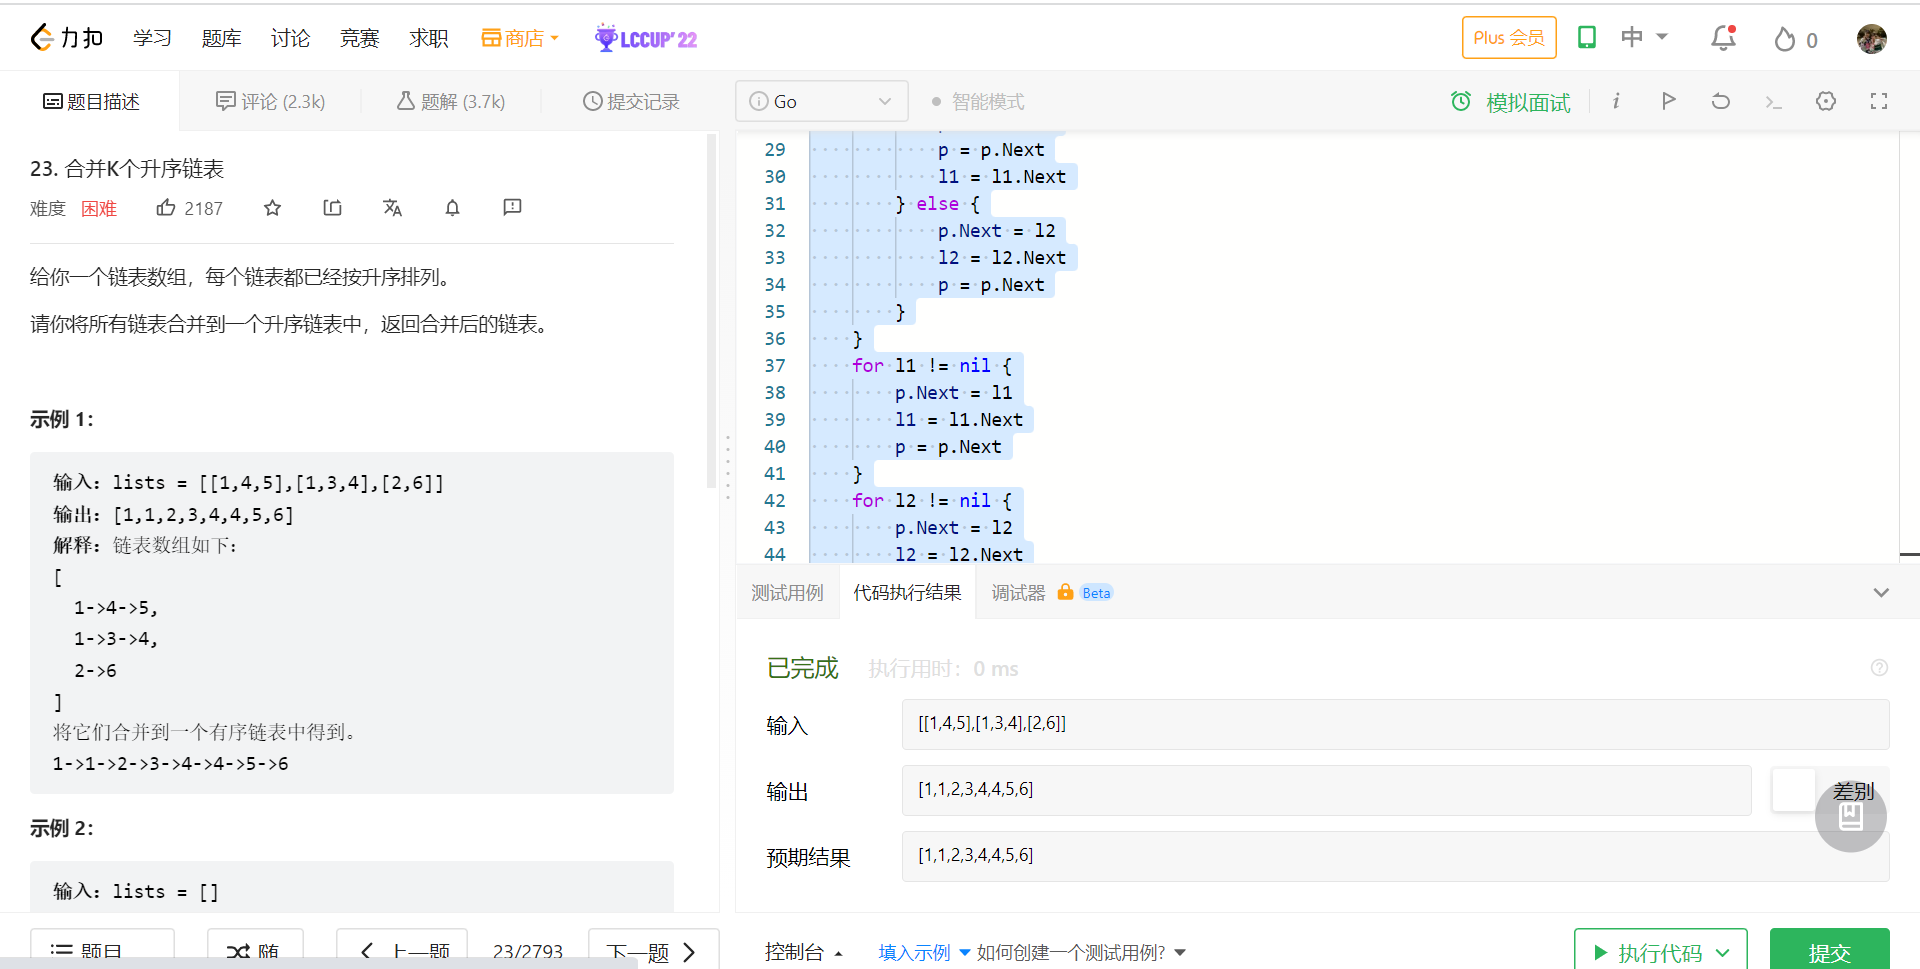 力扣 学习 题库 讨论 竞赛 求职 商店 LCCUP'22 Plus 会员 中 0
题目描述 评论 (2.3k) 题解 (3.7k) 提交记录
23. 合并K个升序链表
难度 困难 2187
给你一个链表数组，每个链表都已经按升序排列。
请你将所有链表合并到一个升序链表中，返回合并后的链表。
示例 1：
输入：lists = [[1,4,5],[1,3,4],[2,6]]
输出：[1,1,2,3,4,4,5,6]
解释：链表数组如下：
[
1->4->5,
1->3->4,
2->6
]
将它们合并到一个有序链表中得到。
1->1->2->3->4->4->5->6
示例 2：
输入：lists = []
题目 随 上一题 23/2793 下一题
Go 智能模式 模拟面试 i
29 p = p.Next
30 l1 = l1.Next
31 } else {
32 p.Next = l2
33 l2 = l2.Next
34 p = p.Next
35 }
36 }
37 for l1 != nil {
38 p.Next = l1
39 l1 = l1.Next
40 p = p.Next
41 }
42 for l2 != nil {
43 p.Next = l2
44 l2 = l2.Next
测试用例 代码执行结果 调试器 Beta
已完成 执行用时：0 ms
输入 [[1,4,5],[1,3,4],[2,6]]
输出 [1,1,2,3,4,4,5,6] 差别
预期结果 [1,1,2,3,4,4,5,6]
控制台 填入示例 如何创建一个测试用例? 执行代码 提交